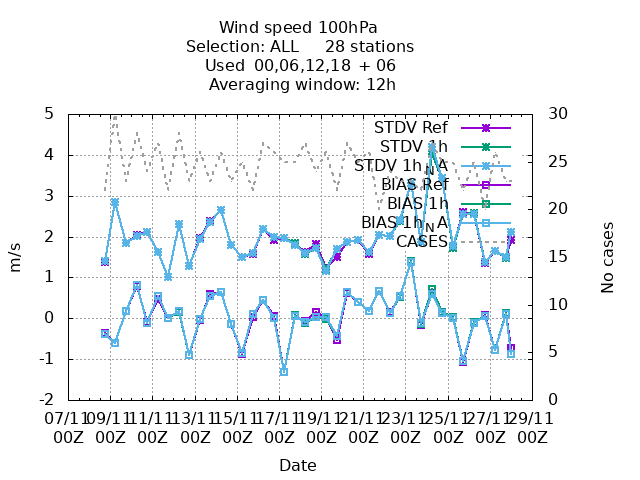 Wind speed 100hPa
Selection: ALL 28 stations
Used 00,06,12,18 + 06
Averaging window: 12h
STDV Ref
STDV 1h
STDV 1h_NA
BIAS Ref
BIAS 1h
BIAS 1h_NA
CASES
5
4
3
2
1
0
-1
-2
m/s
30
25
20
15
10
5
0
No cases
07/11 09/11 11/11 13/11 15/11 17/11 19/11 21/11 23/11 25/11 27/11 29/11
00Z 00Z 00Z 00Z 00Z 00Z 00Z 00Z 00Z 00Z 00Z 00Z
Date